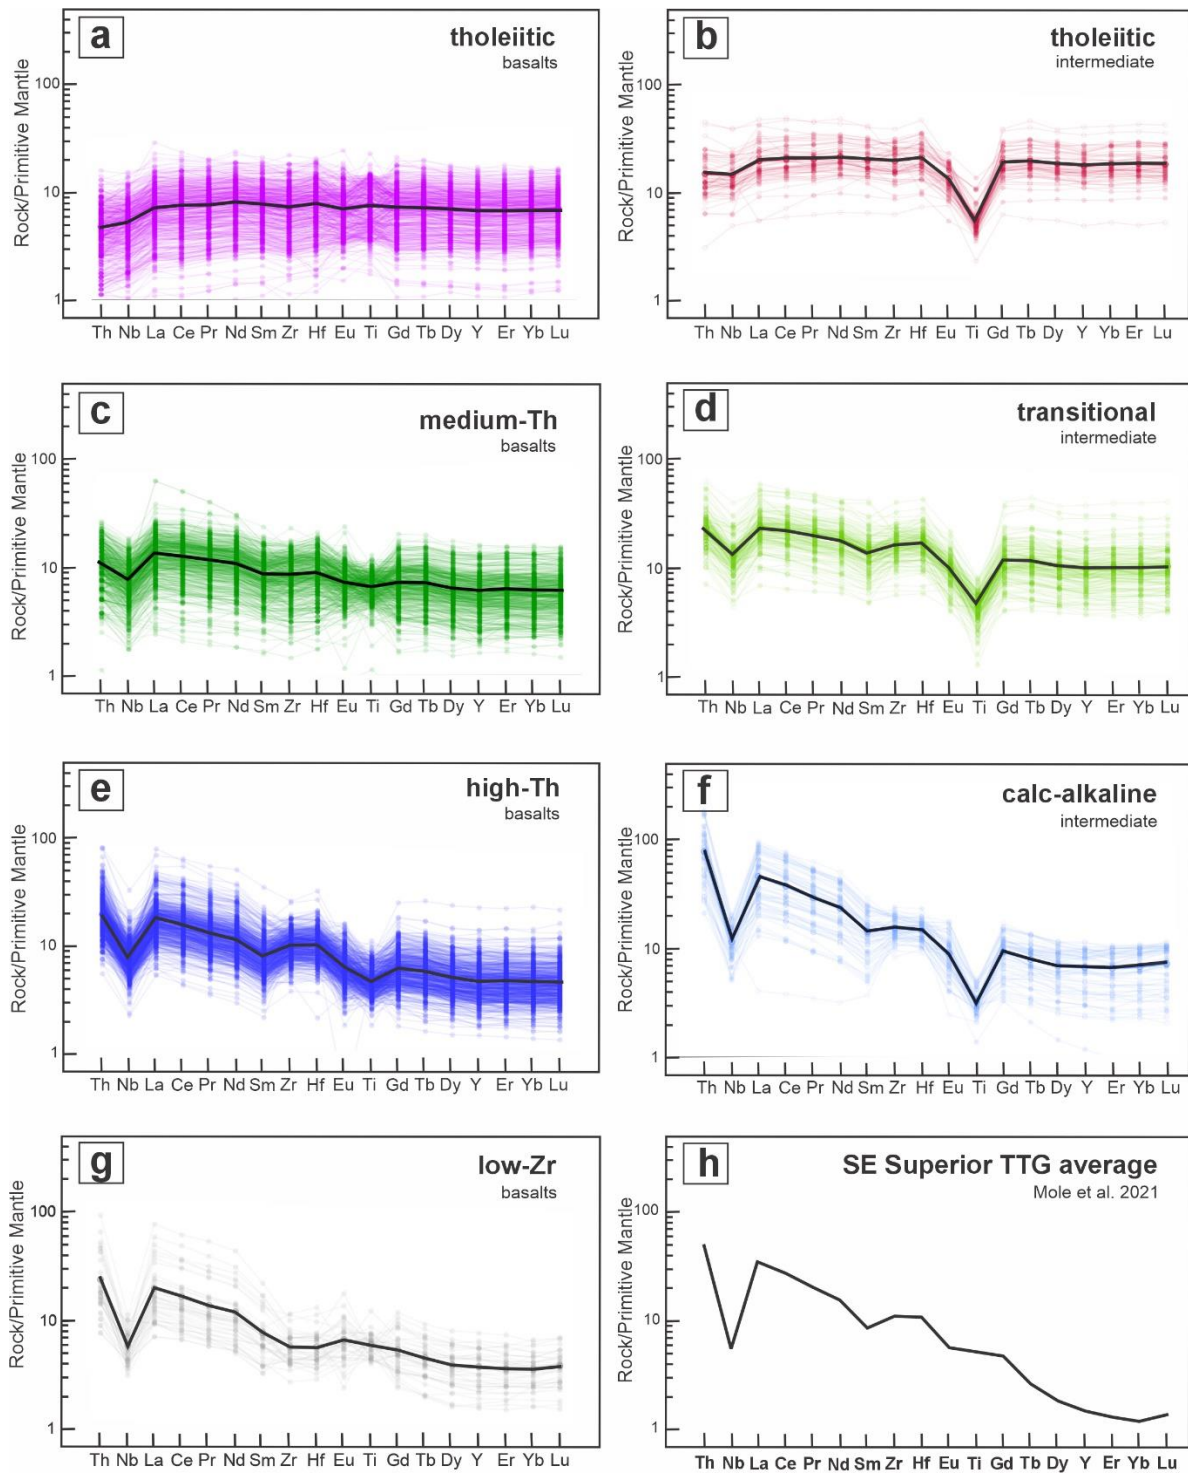 a
tholeiitic
basalts
Rock/Primitive Mantle
100
10
1
Th Nb La Ce Pr Nd Sm Zr Hf Eu Ti Gd Tb Dy Y Er Yb Lu
b
tholeiitic
intermediate
Rock/Primitive Mantle
100
10
1
Th Nb La Ce Pr Nd Sm Zr Hf Eu Ti Gd Tb Dy Y Yb Er Lu
c
medium-Th
basalts
Rock/Primitive Mantle
100
10
1
Th Nb La Ce Pr Nd Sm Zr Hf Eu Ti Gd Tb Dy Y Er Yb Lu
d
transitional
intermediate
Rock/Primitive Mantle
100
10
1
Th Nb La Ce Pr Nd Sm Zr Hf Eu Ti Gd Tb Dy Y Er Yb Lu
e
high-Th
basalts
Rock/Primitive Mantle
100
10
1
Th Nb La Ce Pr Nd Sm Zr Hf Eu Ti Gd Tb Dy Y Er Yb Lu
f
calc-alkaline
intermediate
Rock/Primitive Mantle
100
10
1
Th Nb La Ce Pr Nd Sm Zr Hf Eu Ti Gd Tb Dy Y Er Yb Lu
g
low-Zr
basalts
Rock/Primitive Mantle
100
10
1
Th Nb La Ce Pr Nd Sm Zr Hf Eu Ti Gd Tb Dy Y Er Yb Lu
h
SE Superior TTG average
Mole et al. 2021
Rock/Primitive Mantle
100
10
1
Th Nb La Ce Pr Nd Sm Zr Hf Eu Ti Gd Tb Dy Y Er Yb Lu